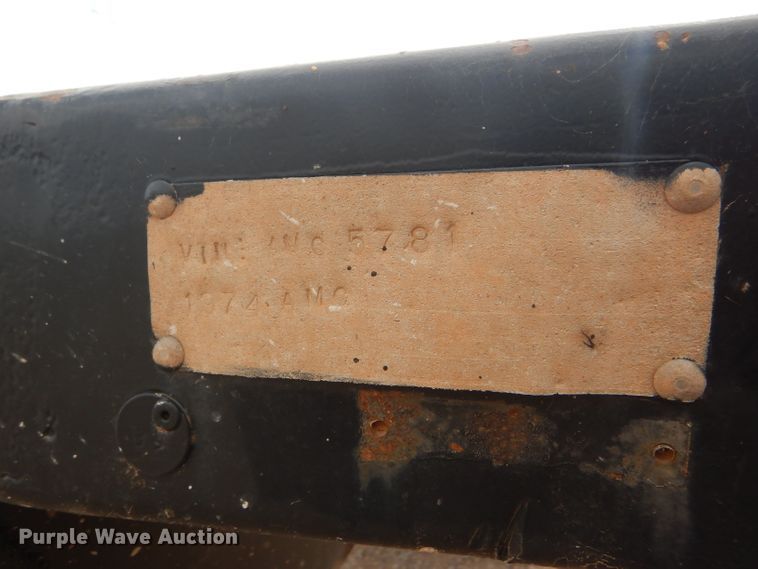 VIN: AMC 5781
1974 AMC
Purple Wave Auction